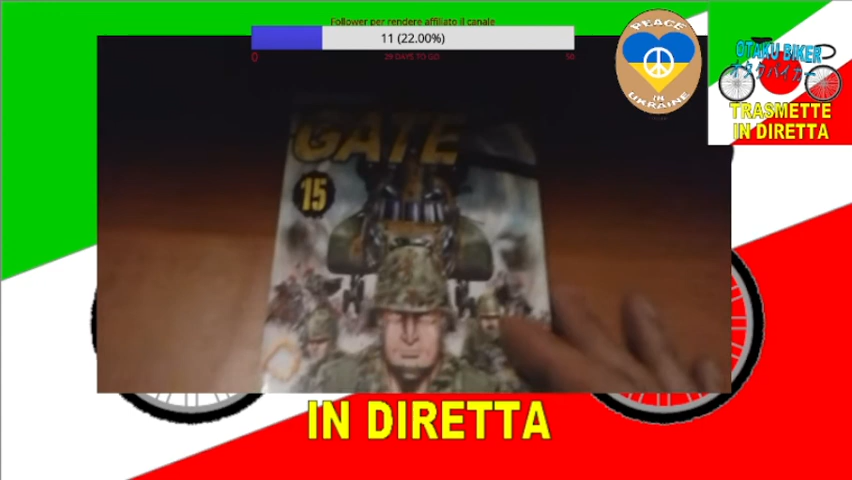 Follower per rendere affiliato il canale
11 (22.00%)
0
29 DAYS TO GO
50
PEACE
IN
UKRAINE
OTAKU BIKER
オタクバイカー
TRASMETTE
IN DIRETTA
GATE
15
IN DIRETTA